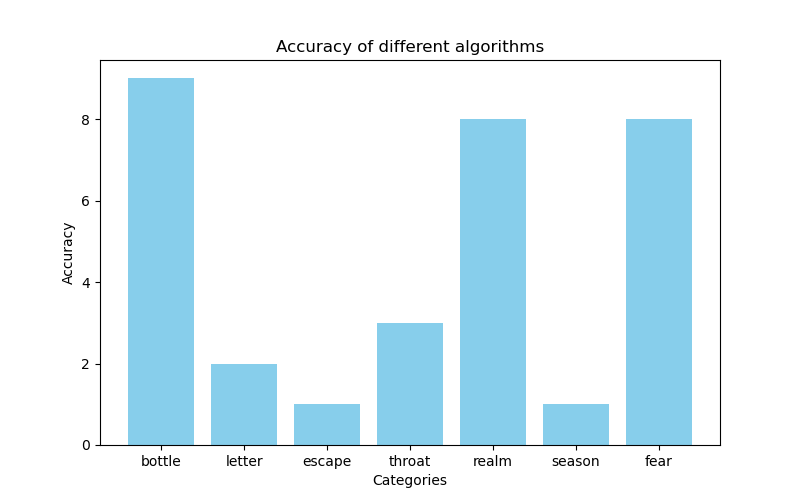 Accuracy of different algorithms
8
6
4
2
0
Accuracy
bottle letter escape throat realm season fear
Categories